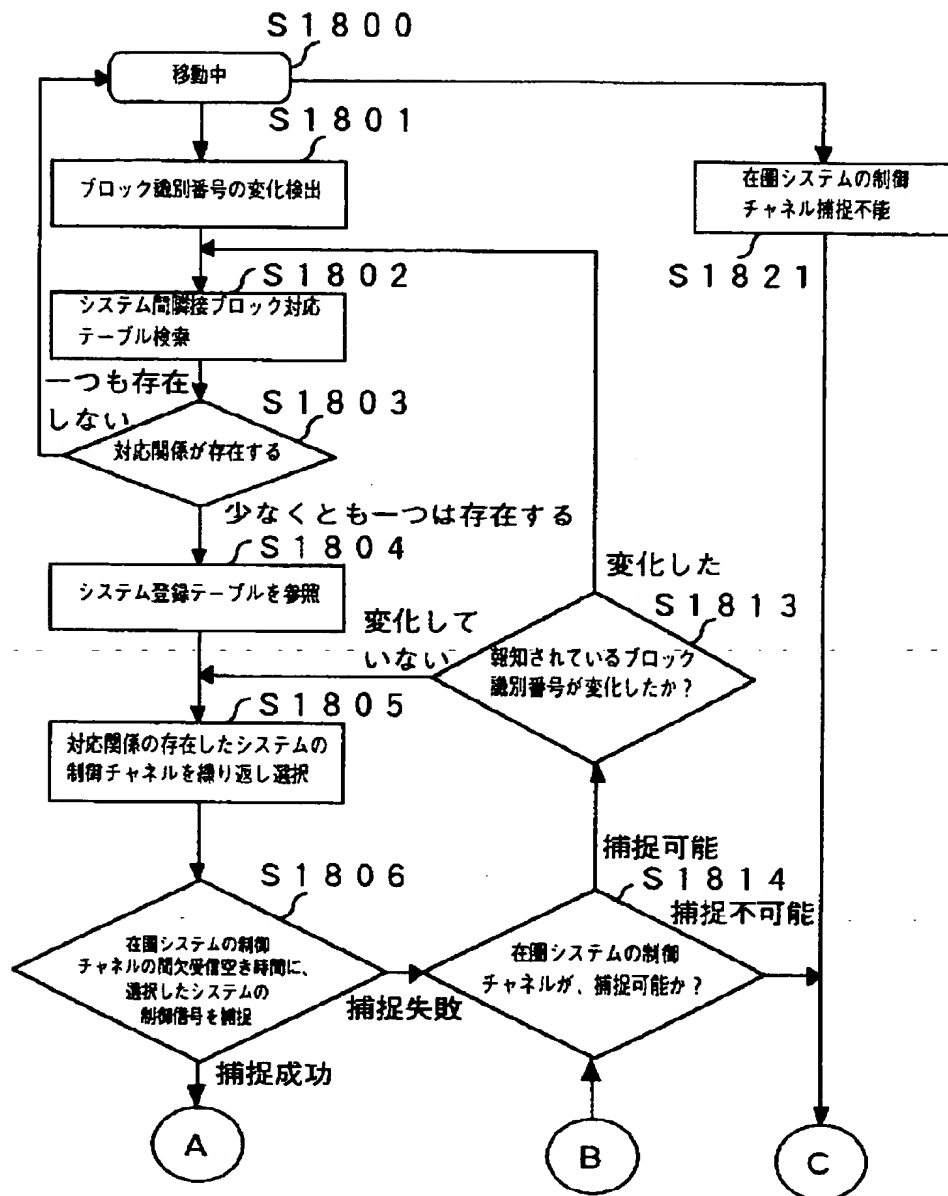 S1800
移動中
S1801
ブロック識別番号の変化検出
在圏システムの制御
チャネル捕捉不能
S1821
S1802
システム間隣接ブロック対応
テーブル検索
一つも存在
しない
S1803
対応関係が存在する
少なくとも一つは存在する
S1804
システム登録テーブルを参照
変化した
S1813
変化して
いない
報知されているブロック
識別番号が変化したか?
S1805
対応関係の存在したシステムの
制御チャネルを繰り返し選択
捕捉可能
S1806
S1814
捕捉不可能
在圏システムの制御
チャネルの間欠受信空き時間に、
選択したシステムの
制御信号を捕捉
捕捉失敗
在圏システムの制御
チャネルが、捕捉可能か?
捕捉成功
A
B
C